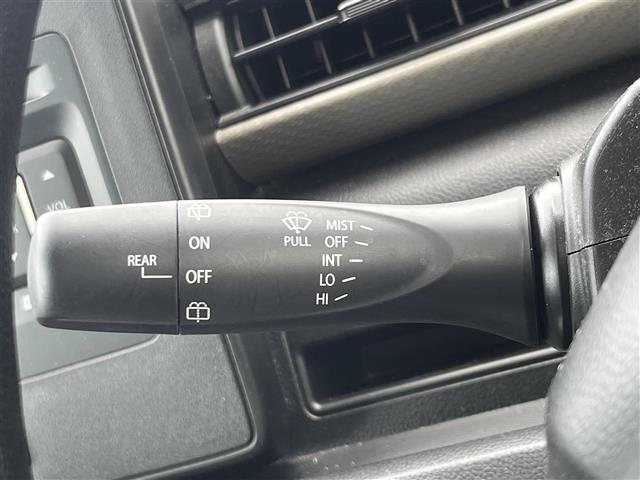 VOL
REAR
ON
OFF
PULL
MIST
OFF
INT
LO
HI